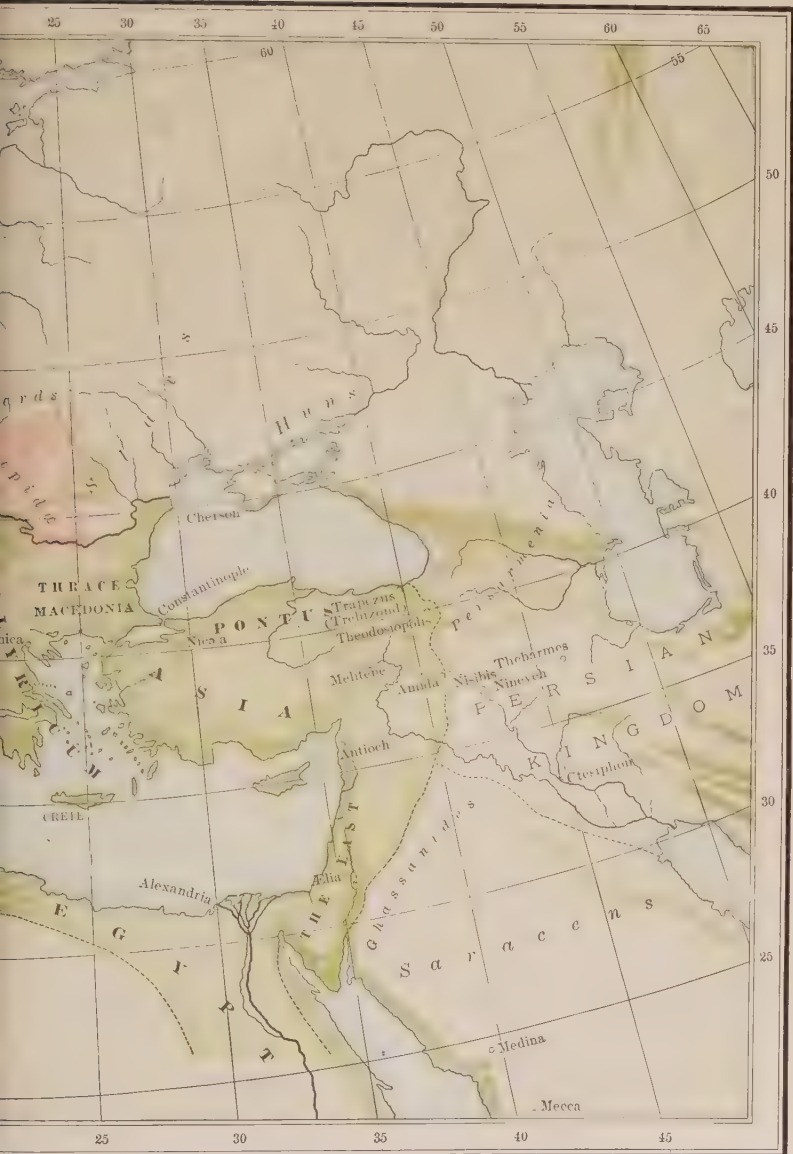 25 30 35 40 45 50 55 60 65
60
55
50
45
40
35
30
25
Huns
Cherson
THRACE
MACEDONIA
Constantinople
PONTUS
Trapezus
(Trebizond)
Theodosiopolis
Persarmenia
Nicæa
ASIA
Melitene
Amida
Nisibis
Thebarmes
?
Nineveh
PERSIAN
KINGDOM
Ctesiphon
Antioch
CRETE
Alexandria
Ælia
THE EAST
Ghassanides
Saracens
EGYPT
Medina
Mecca
25 30 35 40 45